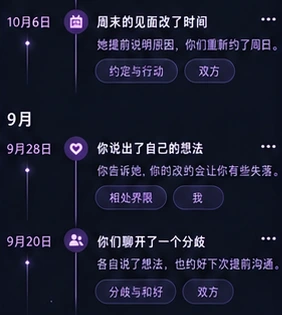 10月6日
周末的见面改了时间
她提前说明原因，你们重新约了周日。
约定与行动
双方
9月
9月28日
你说出了自己的想法
你告诉她，你的改约会让你有些失落。
相处界限
我
9月20日
你们聊开了一个分歧
各自说了想法，也约好下次提前沟通。
分歧与和好
双方